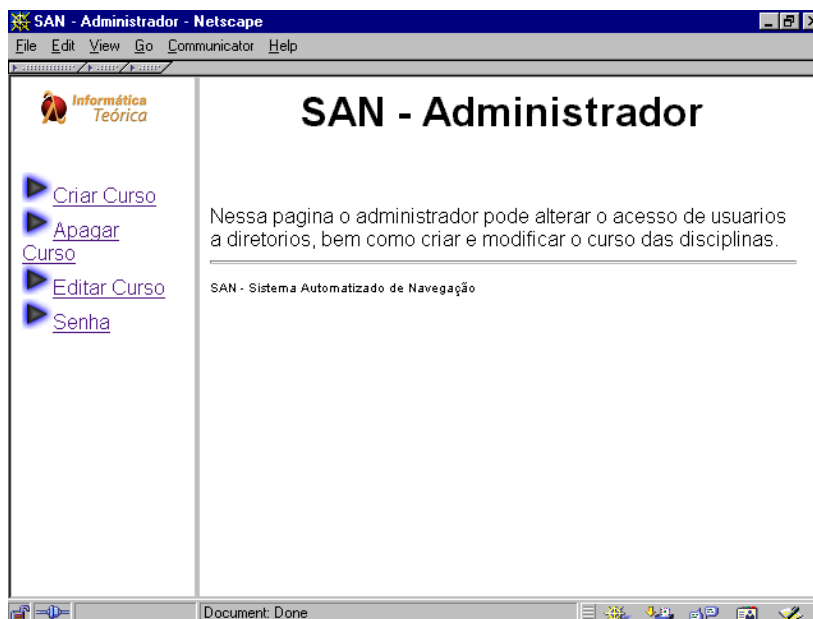 SAN - Administrador - Netscape
File Edit View Go Communicator Help
Informática
Teórica
Criar Curso
Apagar
Curso
Editar Curso
Senha
SAN - Administrador
Nessa pagina o administrador pode alterar o acesso de usuarios
a diretorios, bem como criar e modificar o curso das disciplinas.
SAN - Sistema Automatizado de Navegação
Document: Done